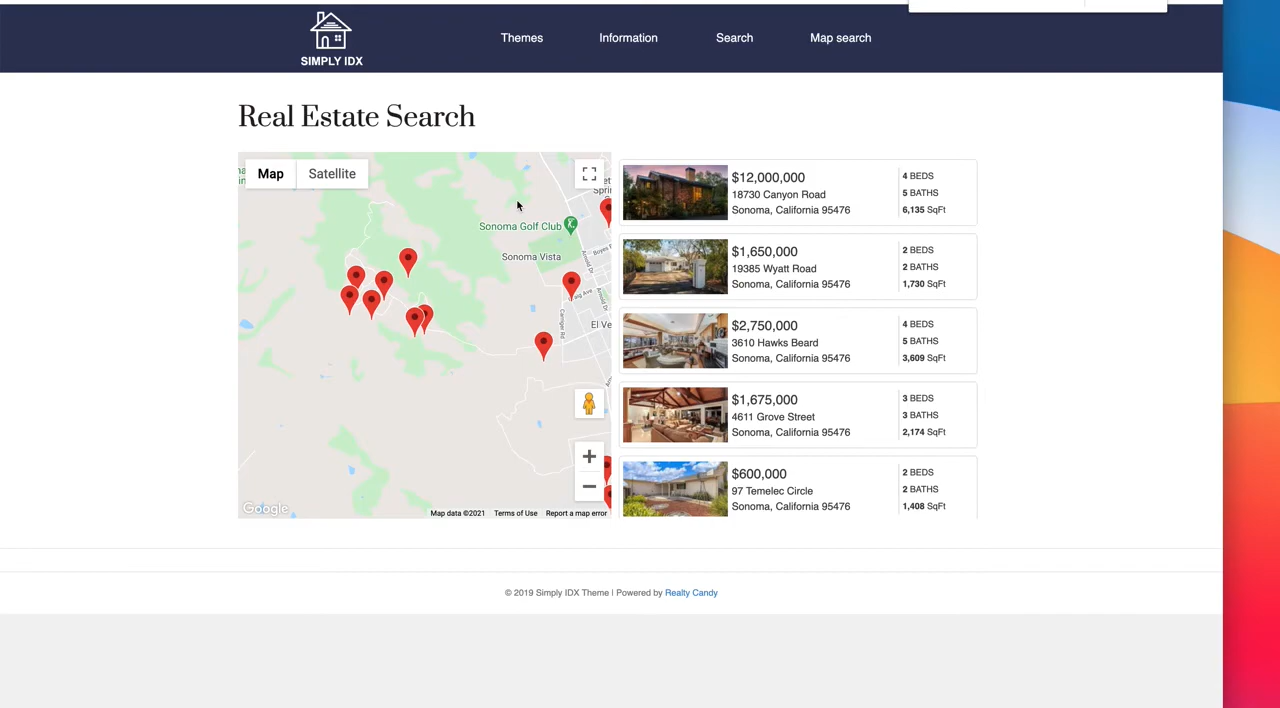 SIMPLY IDX
Themes
Information
Search
Map search
Real Estate Search
Map
Satellite
Sonoma Golf Club
Sonoma Vista
Craig Ave
Carriger Rd
Arnold Dr
El Ve
Google
Map data ©2021
Terms of Use
Report a map error
$12,000,000
18730 Canyon Road
Sonoma, California 95476
4 BEDS
5 BATHS
6,135 SqFt
$1,650,000
19385 Wyatt Road
Sonoma, California 95476
2 BEDS
2 BATHS
1,730 SqFt
$2,750,000
3610 Hawks Beard
Sonoma, California 95476
4 BEDS
5 BATHS
3,609 SqFt
$1,675,000
4611 Grove Street
Sonoma, California 95476
3 BEDS
3 BATHS
2,174 SqFt
$600,000
97 Temelec Circle
Sonoma, California 95476
2 BEDS
2 BATHS
1,408 SqFt
© 2019 Simply IDX Theme | Powered by Realty Candy